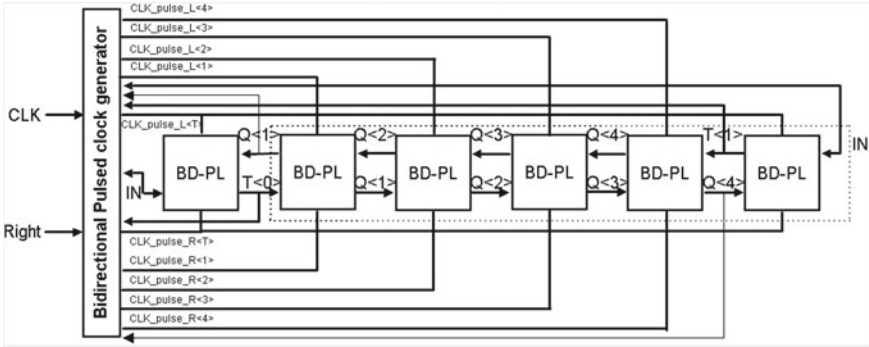 CLK_pulse_L<4>
CLK_pulse_L<3>
CLK_pulse_L<2>
CLK_pulse_L<1>
CLK
Right
Bidirectional Pulsed clock generator
CLK_pulse_L<T>
Q<1>
Q<2>
Q<3>
Q<4>
T<1>
IN
BD-PL
BD-PL
BD-PL
BD-PL
BD-PL
BD-PL
IN
T<0>
Q<1>
Q<2>
Q<3>
Q<4>
CLK_pulse_R<T>
CLK_pulse_R<1>
CLK_pulse_R<2>
CLK_pulse_R<3>
CLK_pulse_R<4>